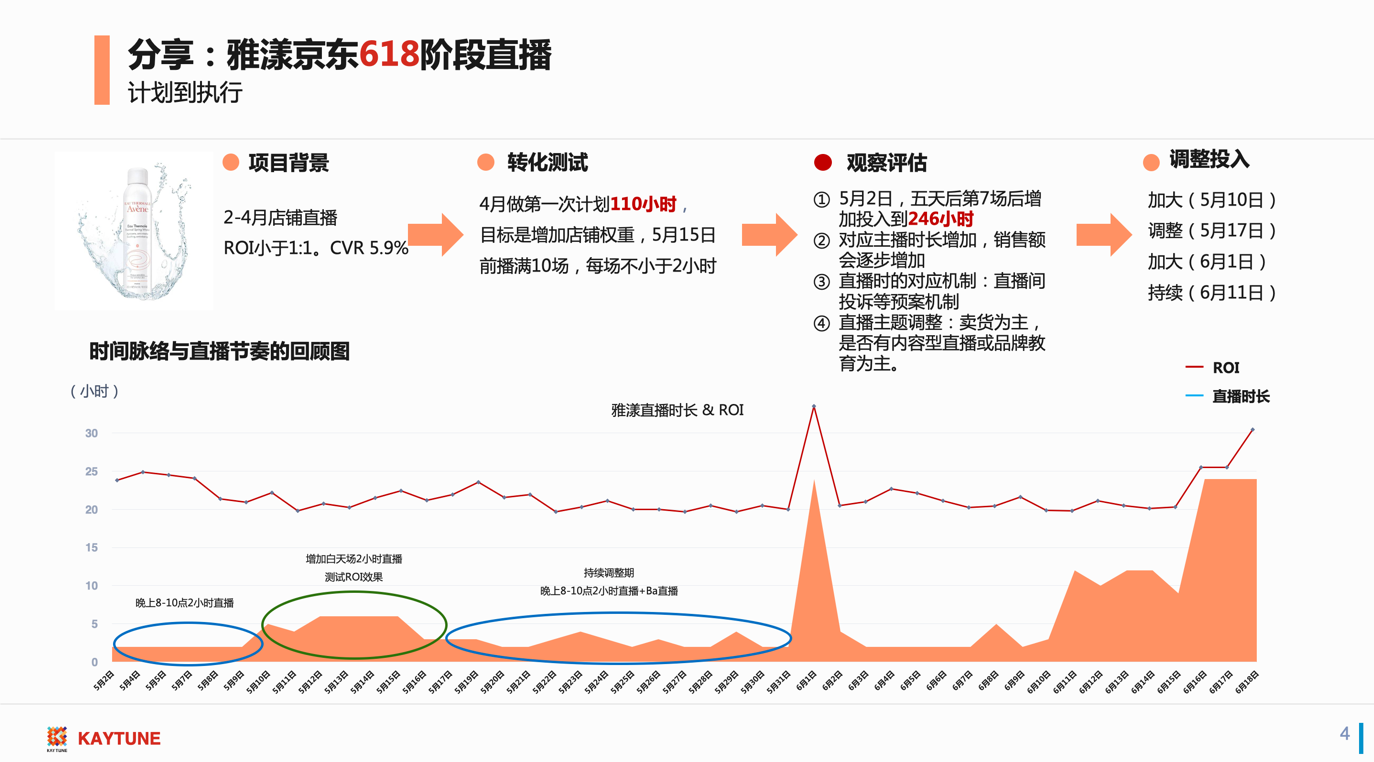 分享：雅漾京东618阶段直播
计划到执行
项目背景
2-4月店铺直播
ROI小于1:1。CVR 5.9%
转化测试
4月做第一次计划110小时，
目标是增加店铺权重，5月15日
前播满10场，每场不小于2小时
观察评估
① 5月2日，五天后第7场后增
加投入到246小时
② 对应主播时长增加，销售额
会逐步增加
③ 直播时的对应机制：直播间
投诉等预案机制
④ 直播主题调整：卖货为主，
是否有内容型直播或品牌教
育为主。
调整投入
加大（5月10日）
调整（5月17日）
加大（6月1日）
持续（6月11日）
Avène
时间脉络与直播节奏的回顾图
（小时）
雅漾直播时长 & ROI
ROI
直播时长
30
25
20
15
10
5
0
晚上8-10点2小时直播
增加白天场2小时直播
测试ROI效果
持续调整期
晚上8-10点2小时直播+Ba直播
5月2日 5月4日 5月5日 5月7日 5月8日 5月9日 5月10日 5月11日 5月12日 5月13日 5月14日 5月15日 5月16日 5月17日 5月19日 5月20日 5月21日 5月22日 5月23日 5月24日 5月25日 5月26日 5月27日 5月28日 5月29日 5月30日 5月31日 6月1日 6月2日 6月3日 6月4日 6月5日 6月6日 6月7日 6月8日 6月9日 6月10日 6月11日 6月12日 6月13日 6月14日 6月15日 6月16日 6月17日 6月18日
KAYTUNE
KAYTUNE
4